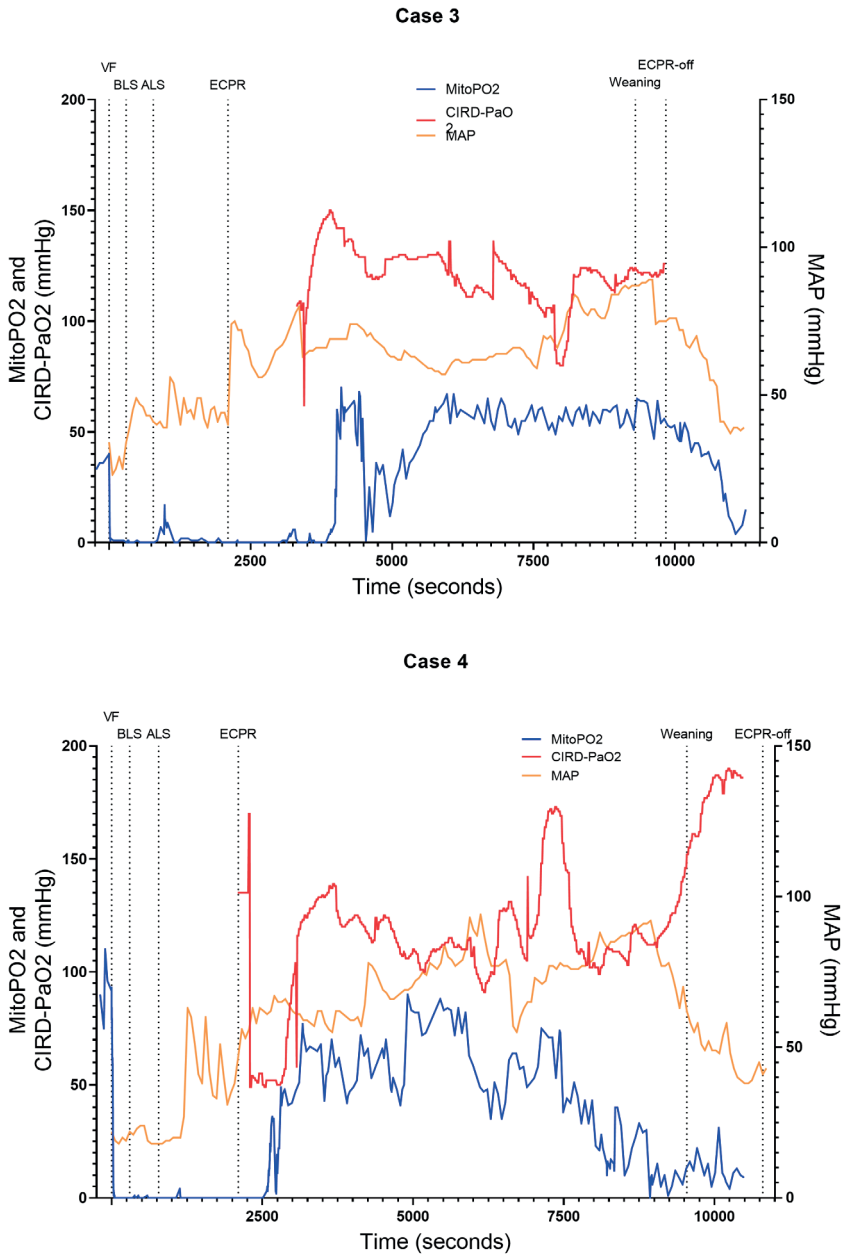 Case 3
VF
BLS ALS
ECPR
ECPR-off
Weaning
MitoPO2
CIRD-PaO
2
MAP
200
150
100
50
0
150
100
50
0
MitoPO2 and
CIRD-PaO2 (mmHg)
MAP (mmHg)
2500
5000
7500
10000
Time (seconds)
Case 4
VF
BLS ALS
ECPR
Weaning
ECPR-off
MitoPO2
CIRD-PaO2
MAP
200
150
100
50
0
150
100
50
0
MitoPO2 and
CIRD-PaO2 (mmHg)
MAP (mmHg)
2500
5000
7500
10000
Time (seconds)